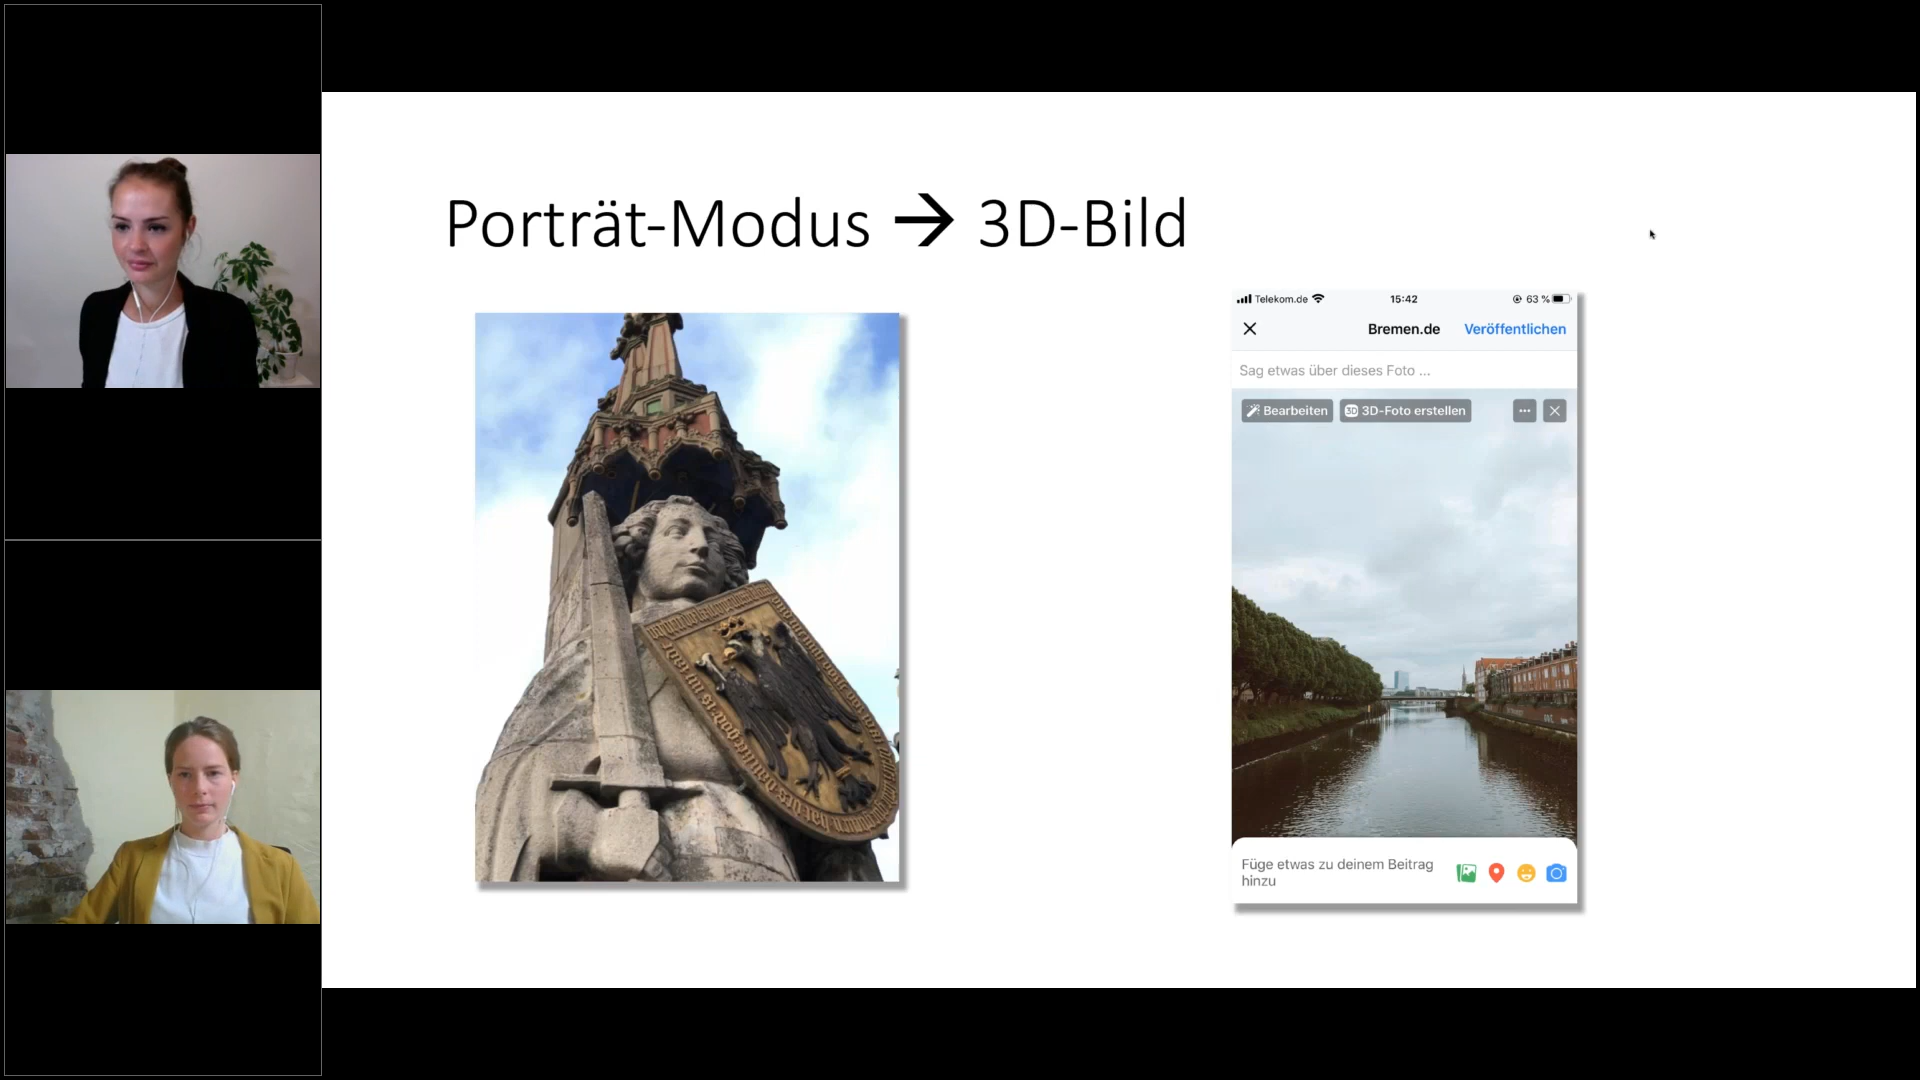 Porträt-Modus → 3D-Bild
Telekom.de 15:42 63 %
Bremen.de Veröffentlichen
Sag etwas über dieses Foto ...
Bearbeiten 3D 3D-Foto erstellen
Füge etwas zu deinem Beitrag
hinzu